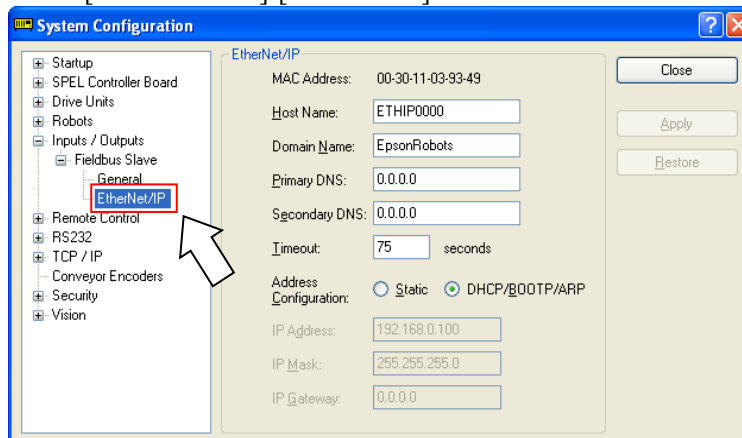 System Configuration
Startup
SPEL Controller Board
Drive Units
Robots
Inputs / Outputs
Fieldbus Slave
General
EtherNet/IP
Remote Control
RS232
TCP / IP
Conveyor Encoders
Security
Vision
EtherNet/IP
MAC Address: 00-30-11-03-93-49
Host Name: ETHIP0000
Domain Name: EpsonRobots
Primary DNS: 0.0.0.0
Secondary DNS: 0.0.0.0
Timeout: 75 seconds
Address
Configuration: Static DHCP/BOOTP/ARP
IP Address: 192.168.0.100
IP Mask: 255.255.255.0
IP Gateway: 0.0.0.0
Close
Apply
Restore